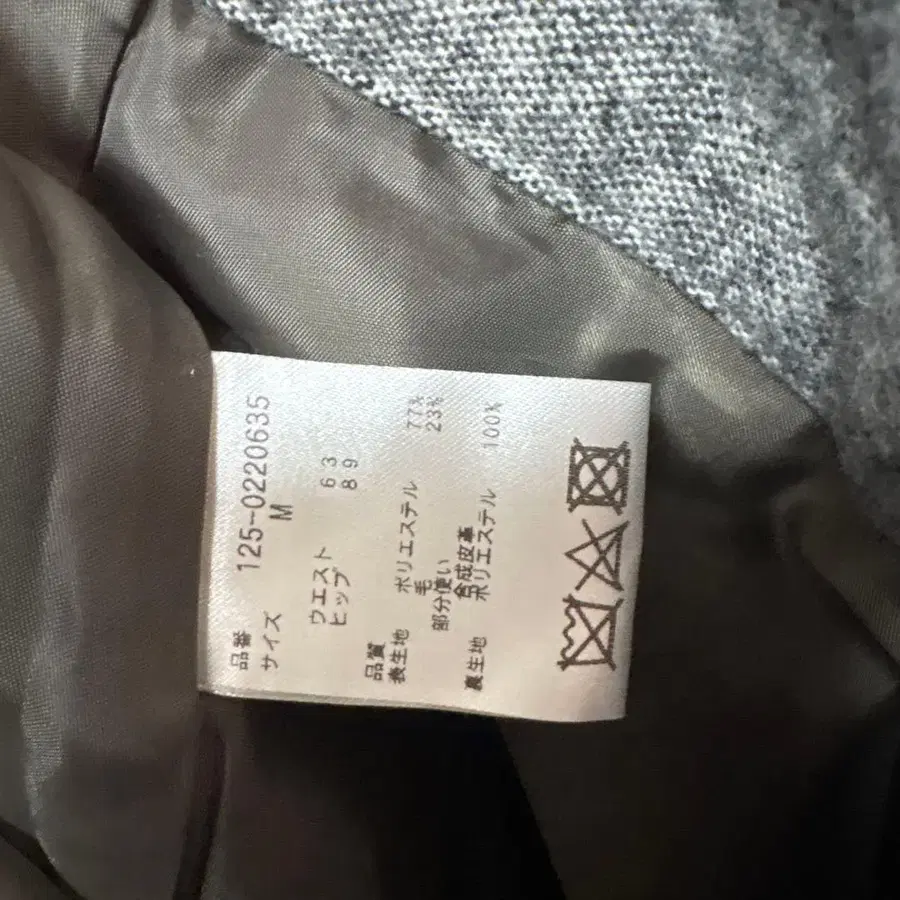 品番 125-0220635
サイズ M
ウエスト 63
ヒップ 89
品質
表生地 ポリエステル 77%
毛 23%
部分使い 合成皮革
裏生地 ポリエステル 100%